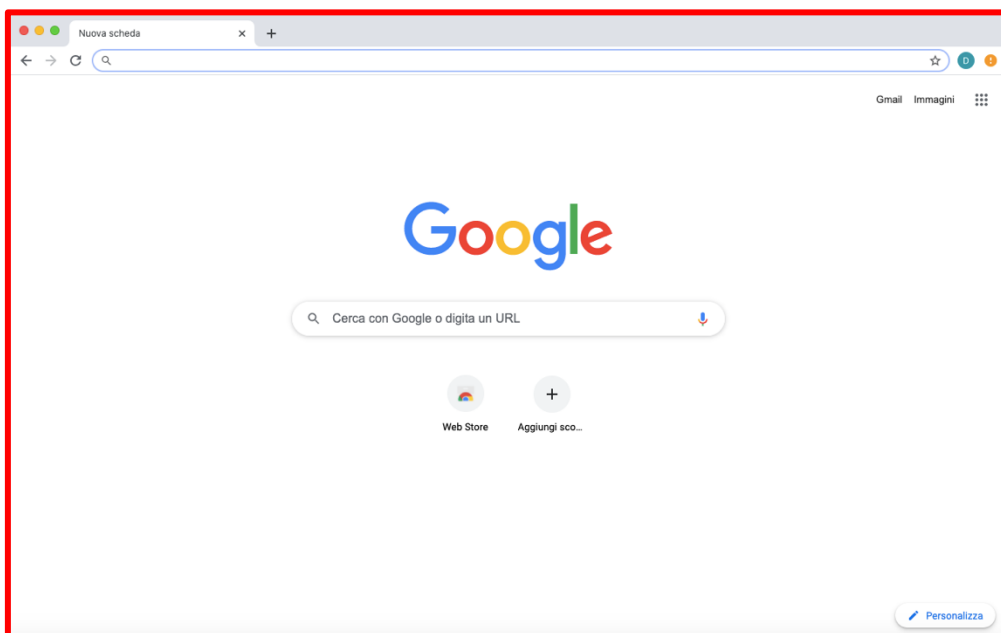 Nuova scheda
D
Gmail Immagini
Google
Cerca con Google o digita un URL
Web Store
Aggiungi sco...
Personalizza